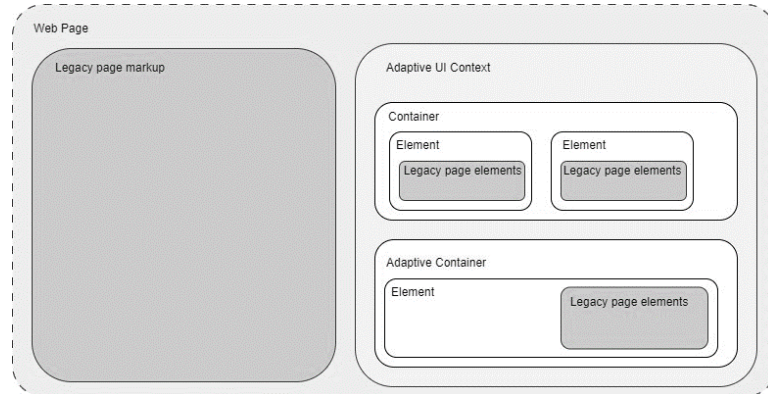 Web Page
Legacy page markup
Adaptive UI Context
Container
Element
Legacy page elements
Element
Legacy page elements
Adaptive Container
Element
Legacy page elements